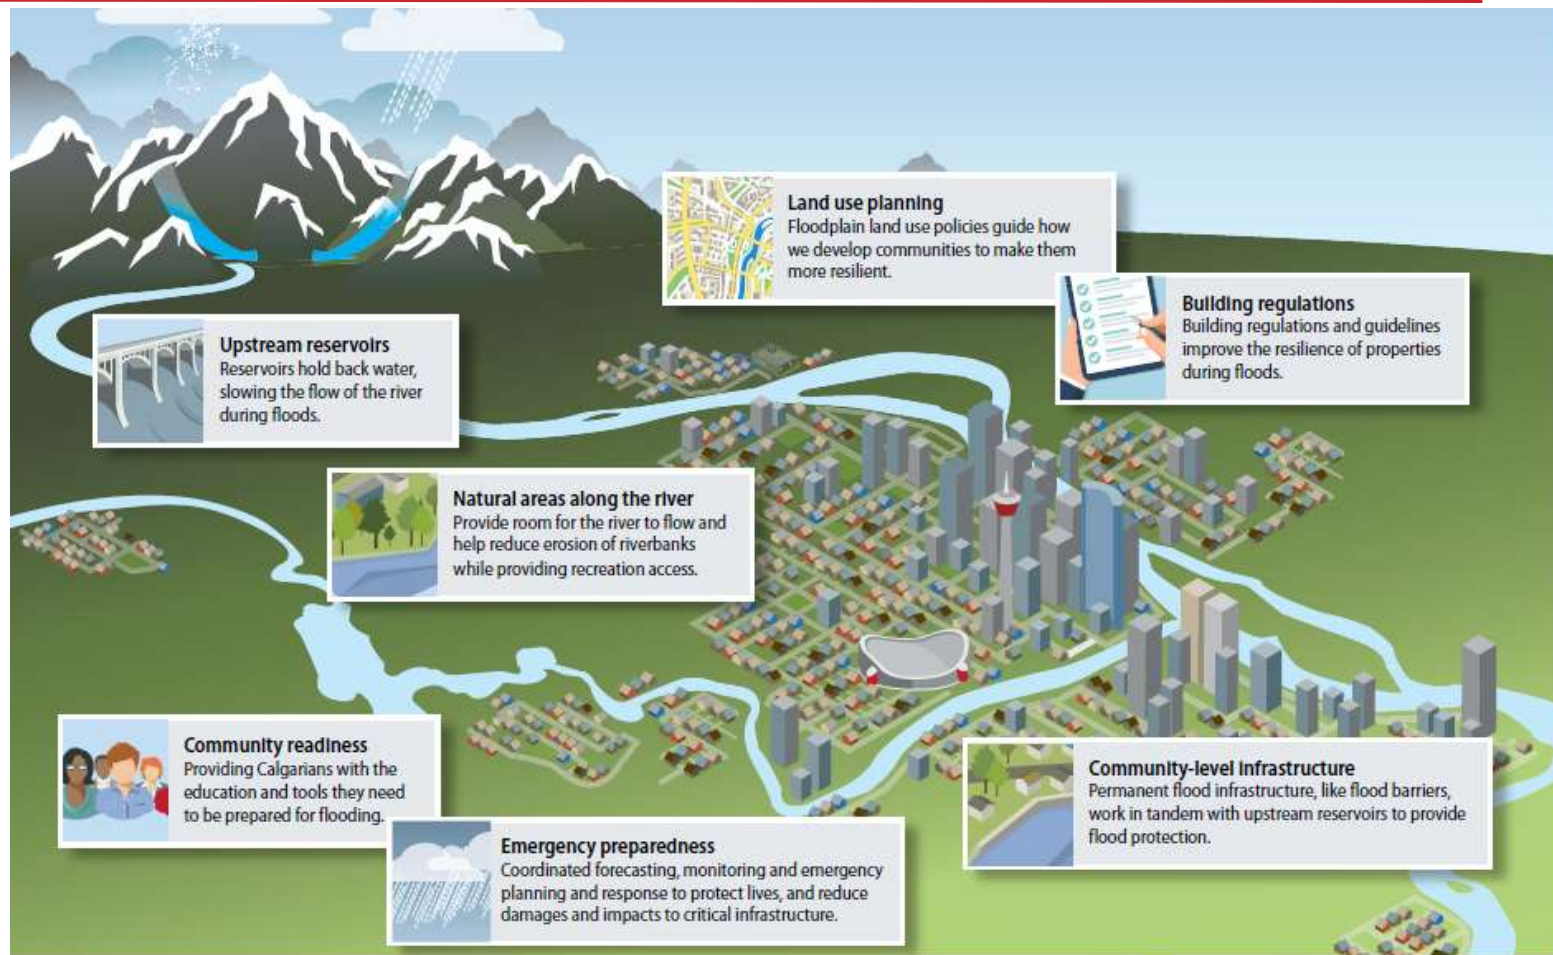 Land use planning
Floodplain land use policies guide how
we develop communities to make them
more resilient.
Building regulations
Building regulations and guidelines
improve the resilience of properties
during floods.
Upstream reservoirs
Reservoirs hold back water,
slowing the flow of the river
during floods.
Natural areas along the river
Provide room for the river to flow and
help reduce erosion of riverbanks
while providing recreation access.
Community readiness
Providing Calgarians with the
education and tools they need
to be prepared for flooding.
Community-level infrastructure
Permanent flood infrastructure, like flood barriers,
work in tandem with upstream reservoirs to provide
flood protection.
Emergency preparedness
Coordinated forecasting, monitoring and emergency
planning and response to protect lives, and reduce
damages and impacts to critical infrastructure.